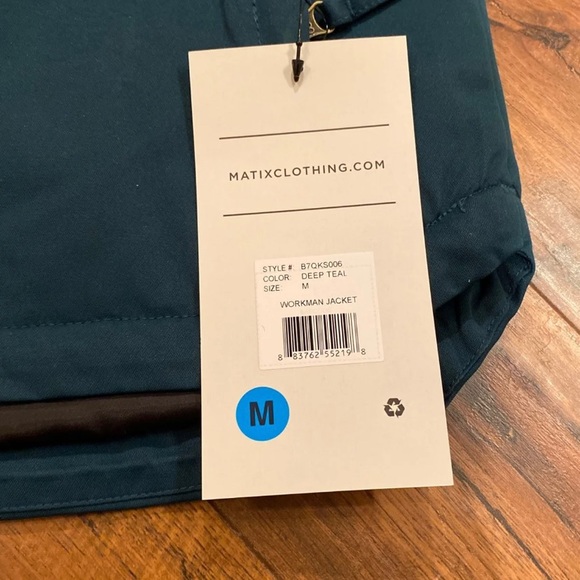 MATIXCLOTHING.COM
STYLE # B7QKS006
COLOR: DEEP TEAL
SIZE: M
WORKMAN JACKET
8 83762 55219 8
M